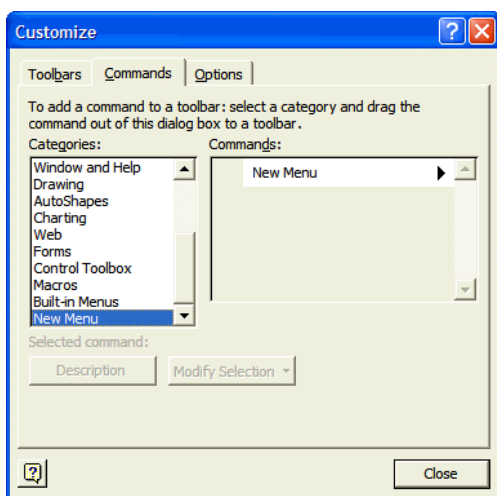 Customize
Toolbars Commands Options
To add a command to a toolbar: select a category and drag the
command out of this dialog box to a toolbar.
Categories: Commands:
Window and Help
Drawing
AutoShapes
Charting
Web
Forms
Control Toolbox
Macros
Built-in Menus
New Menu
New Menu
Selected command:
Description Modify Selection
Close